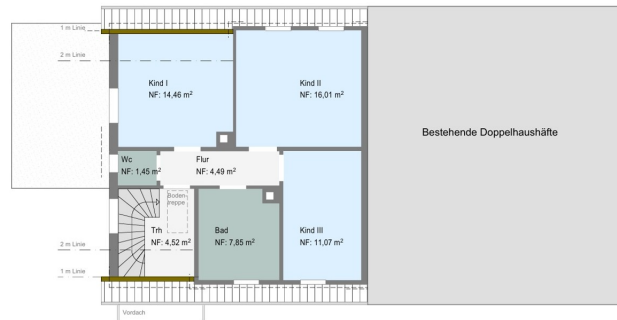 1 m Linie
2 m Linie
Kind I
NF: 14,46 m²
Kind II
NF: 16,01 m²
Bestehende Doppelhaushäfte
Wc
NF: 1,45 m²
Flur
NF: 4,49 m²
Boden-
treppe
Trh
NF: 4,52 m²
Bad
NF: 7,85 m²
Kind III
NF: 11,07 m²
2 m Linie
1 m Linie
Vordach